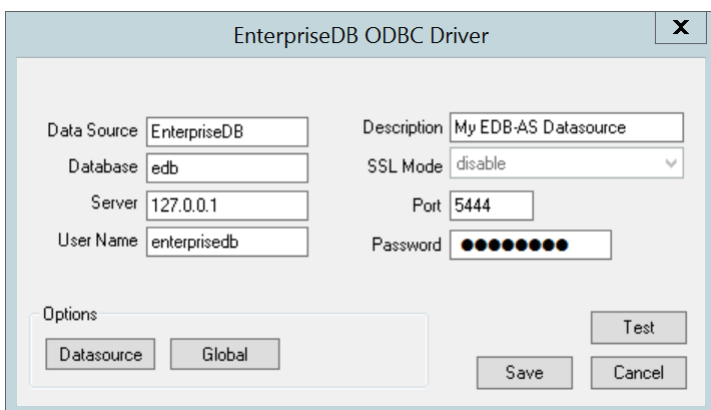 EnterpriseDB ODBC Driver
X
Data Source EnterpriseDB
Description My EDB-AS Datasource
Database edb
SSL Mode disable
Server 127.0.0.1
Port 5444
User Name enterprisedb
Password ●●●●●●●●
Options
Datasource Global
Test
Save Cancel